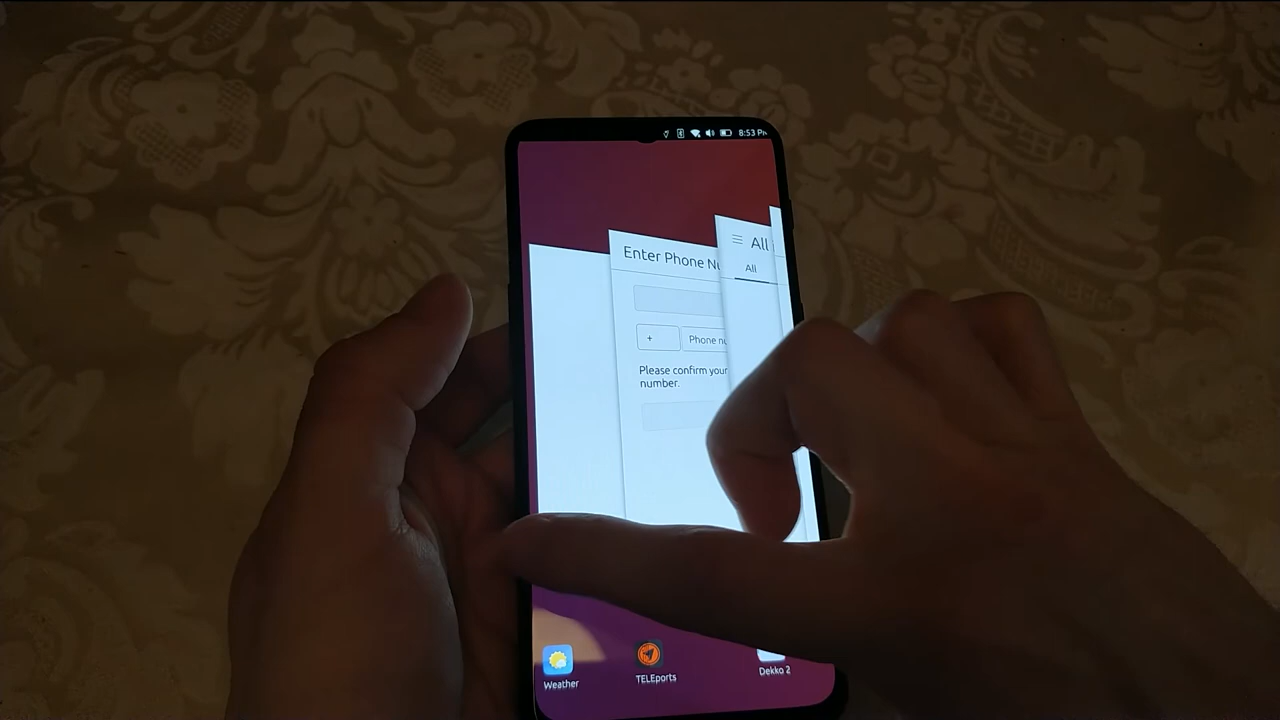 8:53 PM
Enter Phone Nu
All
All
+
Phone nu
Please confirm your
number.
Weather
TELEports
Dekko 2